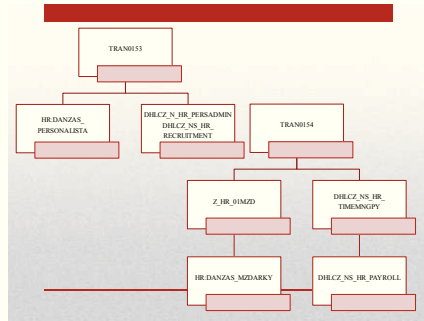 TRAN0153
HR:DANZAS_
PERSONALISTA
DHLCZ_N_HR_PERSADMIN
DHLCZ_NS_HR_
RECRUITMENT
TRAN0154
Z_HR_01MZD
DHLCZ_NS_HR_
TIMEMNGPY
HR:DANZAS_MZDARKY
DHLCZ_NS_HR_PAYROLL